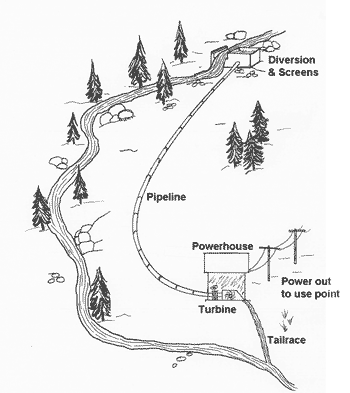 Diversion
& Screens
Pipeline
Powerhouse
Power out
to use point
Turbine
Tailrace